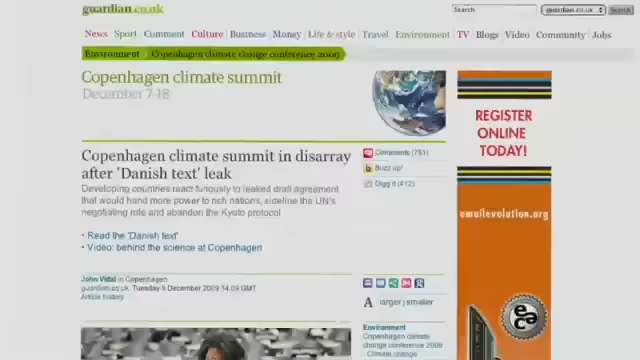 guardian.co.uk
Search
guardian.co.uk
Search
News Sport Comment Culture Business Money Life & style Travel Environment TV Blogs Video Community Jobs
Environment Copenhagen climate change conference 2009
Copenhagen climate summit
December 7-18
REGISTER
ONLINE
TODAY!
Copenhagen climate summit in disarray
after 'Danish text' leak
Comments (751)
Buzz up!
Digg it (412)
Developing countries react furiously to leaked draft agreement
that would hand more power to rich nations, sideline the UN's
negotiating role and abandon the Kyoto protocol
emailevolution.org
• Read the 'Danish text'
• Video: behind the science at Copenhagen
John Vidal in Copenhagen
guardian.co.uk, Tuesday 8 December 2009 14.09 GMT
Article history
A larger | smaller
eec
Environment
Copenhagen climate
change conference 2009
· Climate change